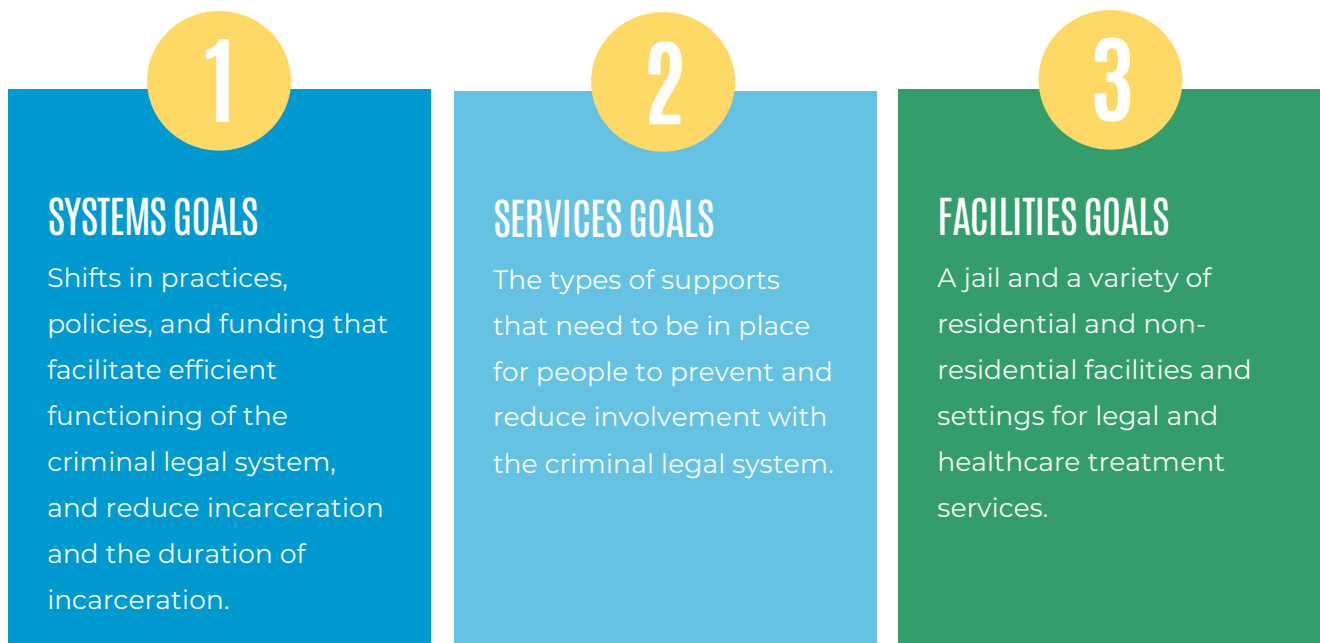 1
SYSTEMS GOALS
Shifts in practices,
policies, and funding that
facilitate efficient
functioning of the
criminal legal system,
and reduce incarceration
and the duration of
incarceration.
2
SERVICES GOALS
The types of supports
that need to be in place
for people to prevent and
reduce involvement with
the criminal legal system.
3
FACILITIES GOALS
A jail and a variety of
residential and non-
residential facilities and
settings for legal and
healthcare treatment
services.